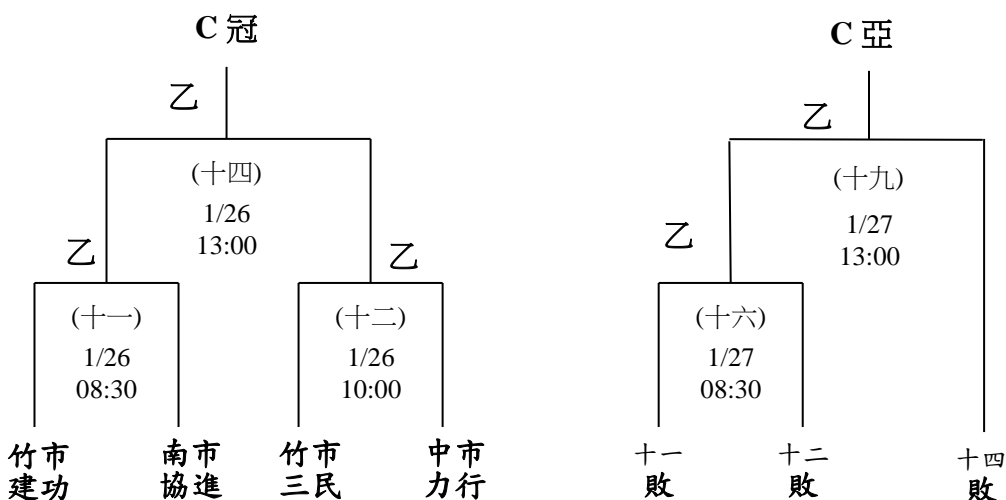 C 冠
C 亞
乙
乙
(十四)
1/26
13:00
(十九)
1/27
13:00
乙
乙
乙
(十一)
1/26
08:30
(十二)
1/26
10:00
(十六)
1/27
08:30
竹市
建功
南市
協進
竹市
三民
中市
力行
十一
敗
十二
敗
十四
敗